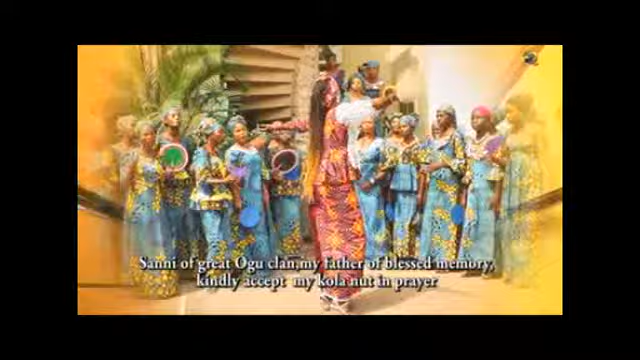 Sanni of great Ogu clan,my father of blessed memory,
kindly accept my kola nut in prayer